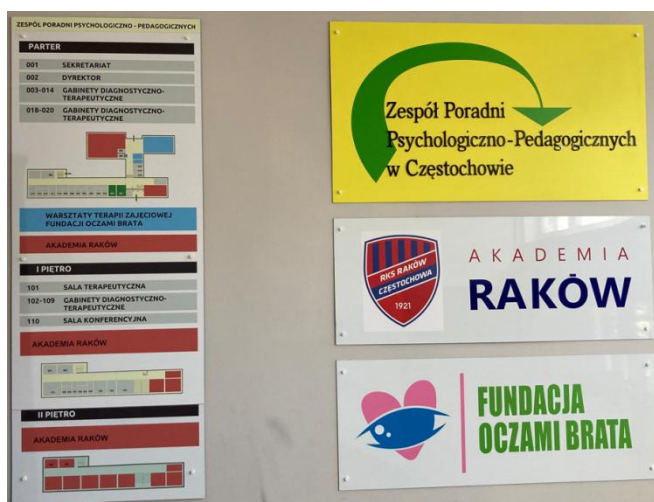 ZESPÓŁ PORADNI PSYCHOLOGICZNO - PEDAGOGICZNYCH
PARTER
001 SEKRETARIAT
002 DYREKTOR
003-014 GABINETY DIAGNOSTYCZNO-
TERAPEUTYCZNE
018-020 GABINETY DIAGNOSTYCZNO-
TERAPEUTYCZNE
WARSZTATY TERAPII ZAJĘCIOWEJ
FUNDACJI OCZAMI BRATA
AKADEMIA RAKÓW
I PIĘTRO
101 SALA TERAPEUTYCZNA
102-109 GABINETY DIAGNOSTYCZNO-
TERAPEUTYCZNE
110 SALA KONFERENCYJNA
AKADEMIA RAKÓW
II PIĘTRO
AKADEMIA RAKÓW
Zespół Poradni
Psychologiczno-Pedagogicznych
w Częstochowie
RKS RAKÓW
CZĘSTOCHOWA
1921
AKADEMIA
RAKÓW
FUNDACJA
OCZAMI BRATA